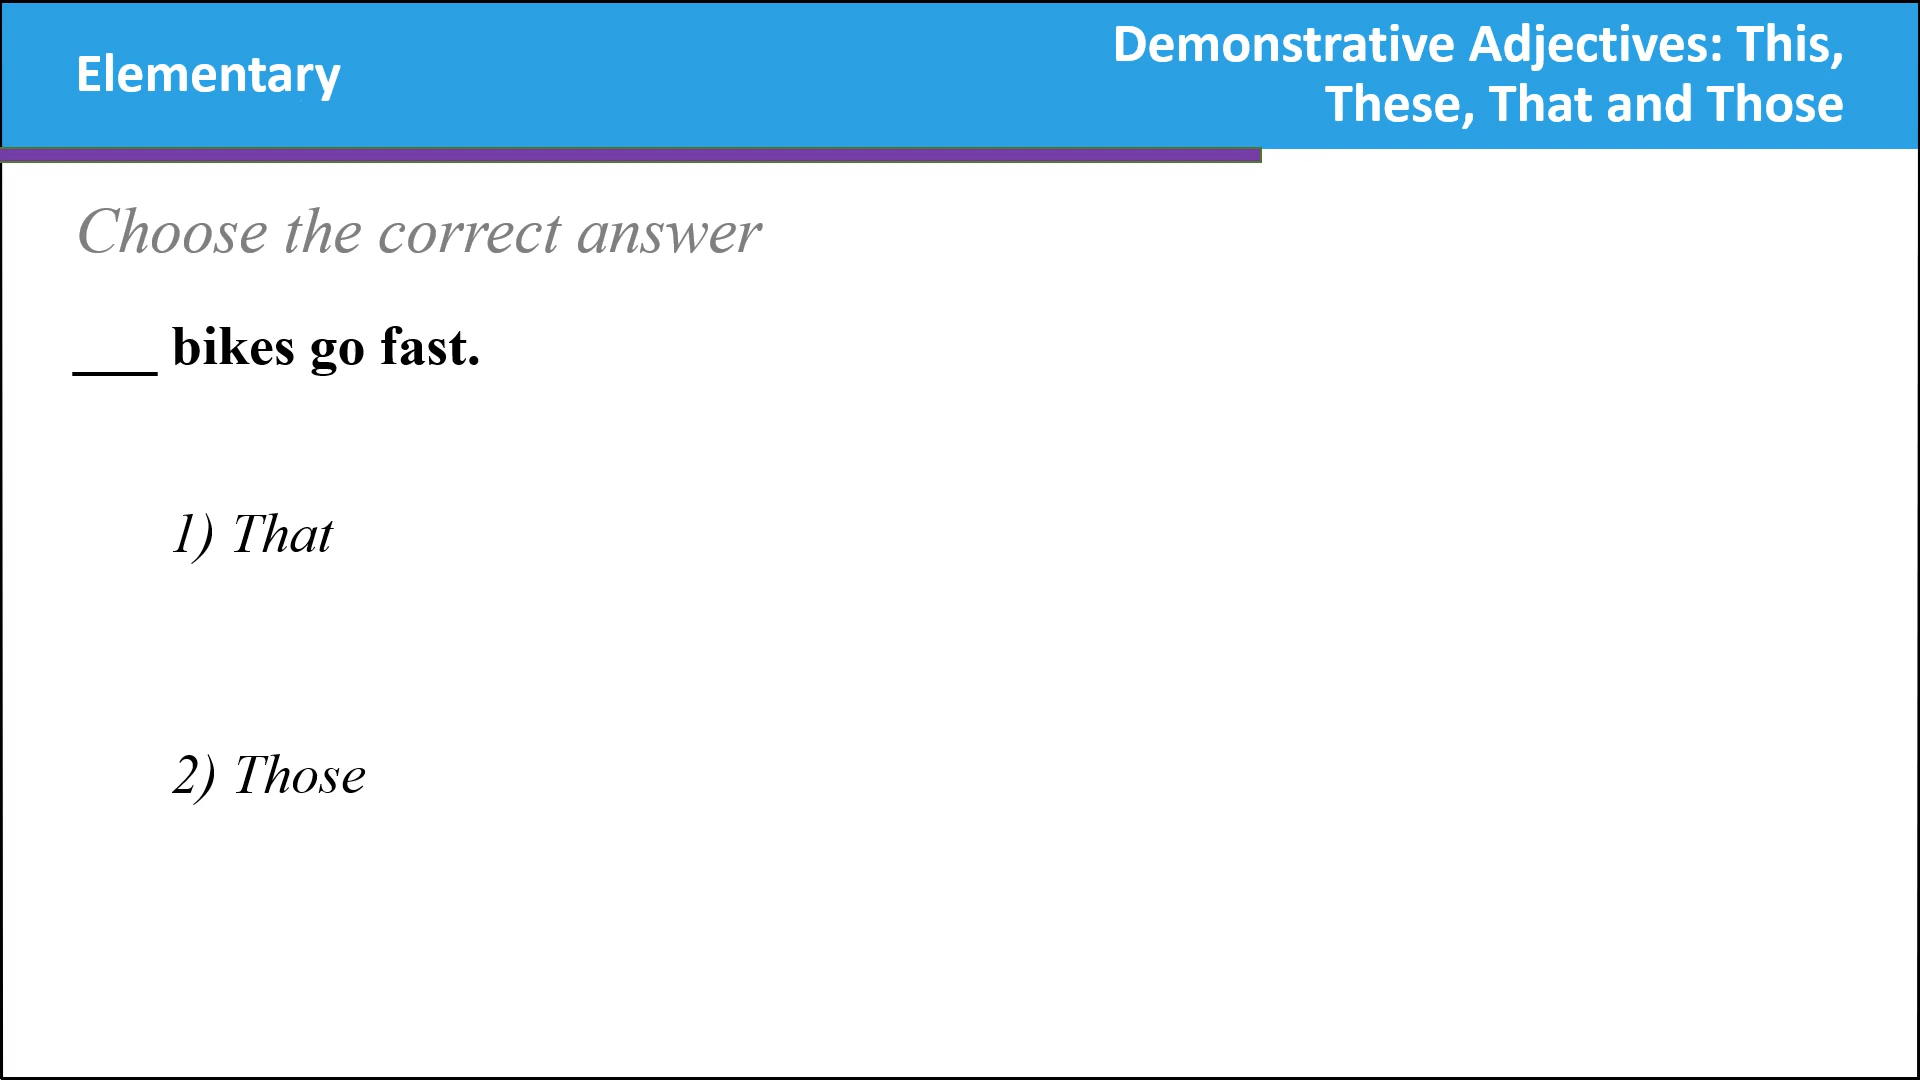 Elementary
Demonstrative Adjectives: This,
These, That and Those
Choose the correct answer
___ bikes go fast.
1) That
2) Those